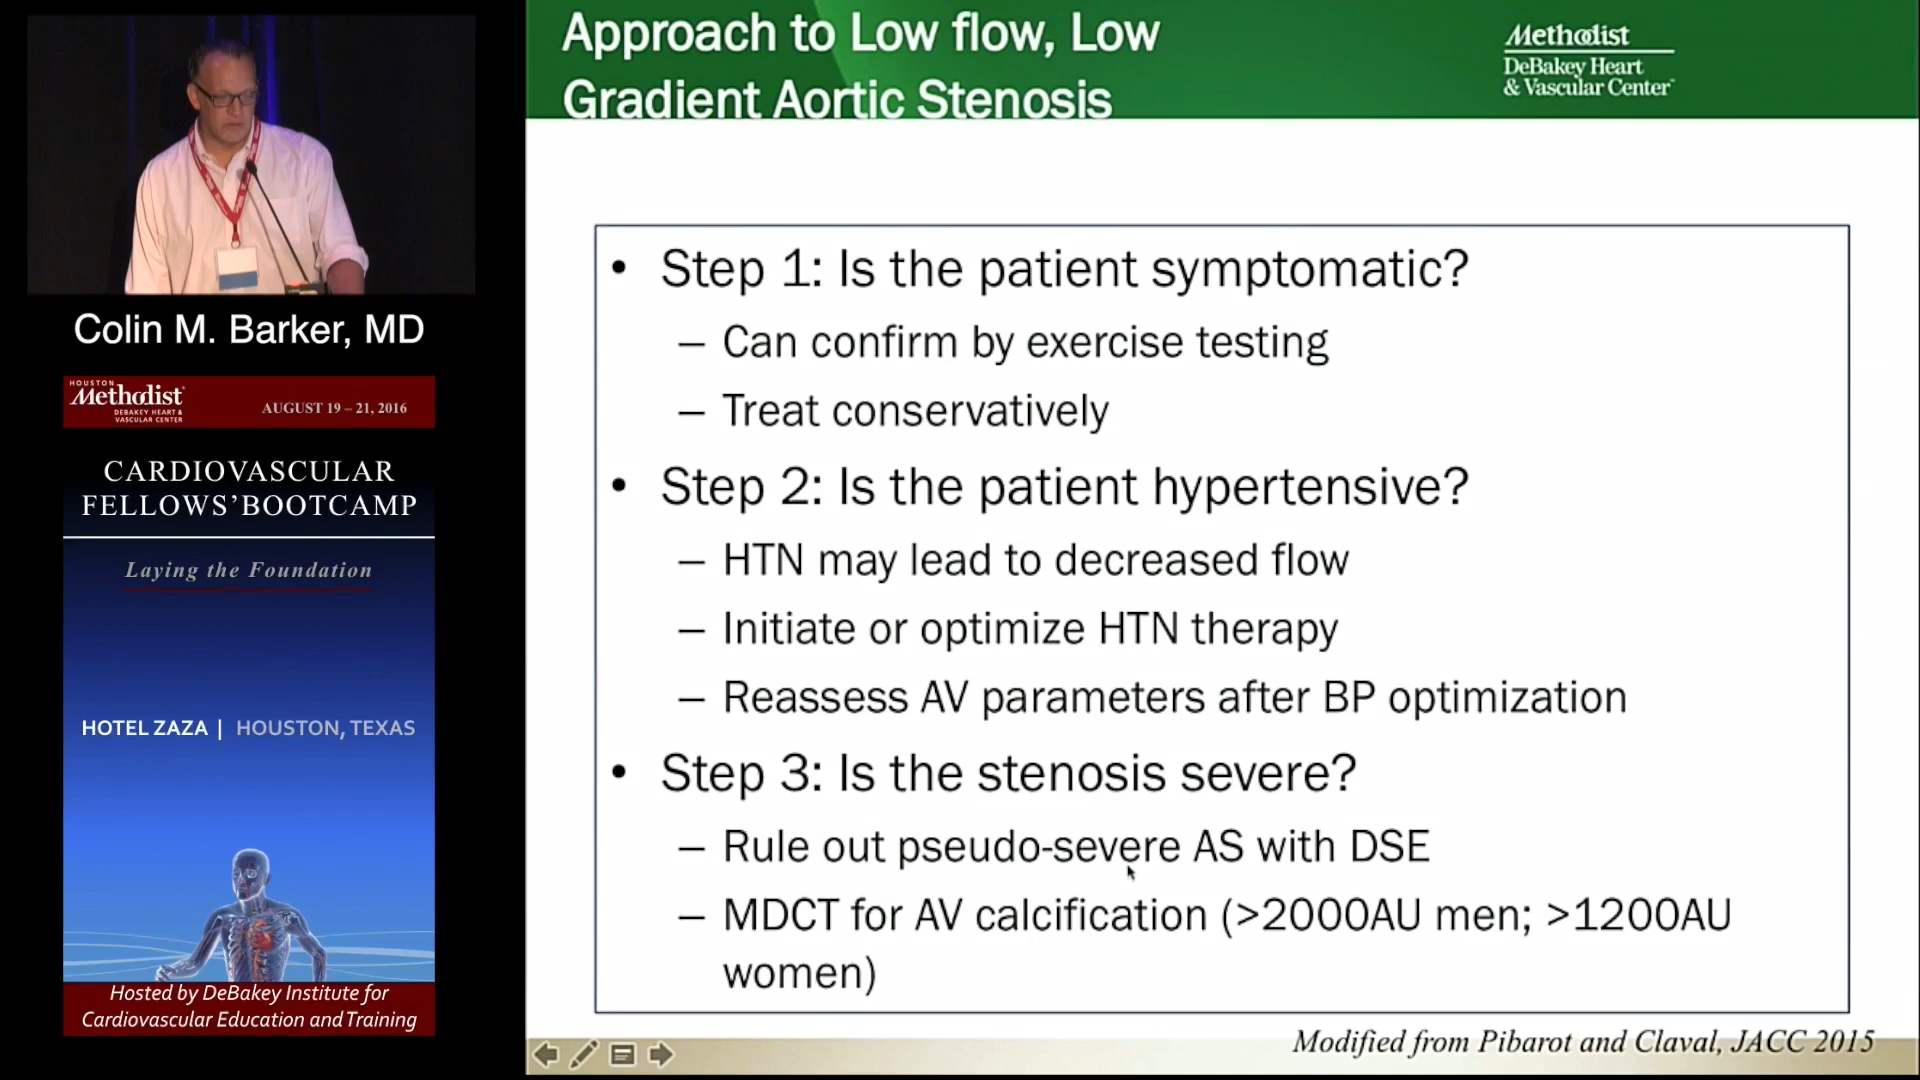 Approach to Low flow, Low
Gradient Aortic Stenosis
Methodist
DeBakey Heart
& Vascular Center
Colin M. Barker, MD
HOUSTON
Methodist
DEBAKEY HEART &
VASCULAR CENTER
AUGUST 19 – 21, 2016
CARDIOVASCULAR
FELLOWS' BOOTCAMP
Laying the Foundation
HOTEL ZAZA | HOUSTON, TEXAS
Hosted by DeBakey Institute for
Cardiovascular Education and Training
• Step 1: Is the patient symptomatic?
– Can confirm by exercise testing
– Treat conservatively
• Step 2: Is the patient hypertensive?
– HTN may lead to decreased flow
– Initiate or optimize HTN therapy
– Reassess AV parameters after BP optimization
• Step 3: Is the stenosis severe?
– Rule out pseudo-severe AS with DSE
– MDCT for AV calcification (>2000AU men; >1200AU
women)
Modified from Pibarot and Claval, JACC 2015